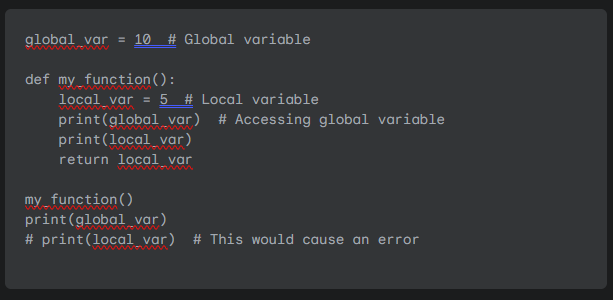 global_var = 10  # Global variable

def my_function():
    local_var = 5  # Local variable
    print(global_var)  # Accessing global variable
    print(local_var)
    return local_var

my_function()
print(global_var)
# print(local_var)  # This would cause an error